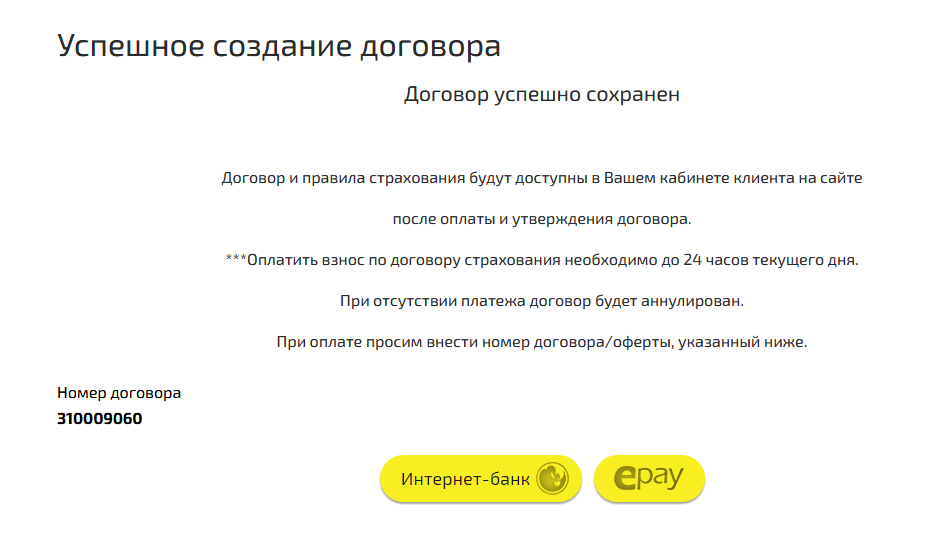 Успешное создание договора
Договор успешно сохранен
Договор и правила страхования будут доступны в Вашем кабинете клиента на сайте
после оплаты и утверждения договора.
***Оплатить взнос по договору страхования необходимо до 24 часов текущего дня.
При отсутствии платежа договор будет аннулирован.
При оплате просим внести номер договора/оферты, указанный ниже.
Номер договора
310009060
Интернет-банк
epay